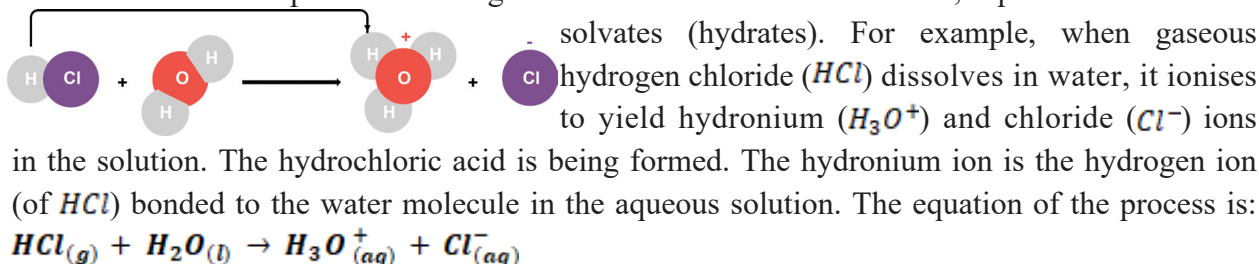 solvates (hydrates). For example, when gaseous
H Cl + O H H → H H + O H + - Cl
hydrogen chloride (HCl) dissolves in water, it ionises
to yield hydronium (H₃O⁺) and chloride (Cl⁻) ions
in the solution. The hydrochloric acid is being formed. The hydronium ion is the hydrogen ion
(of HCl) bonded to the water molecule in the aqueous solution. The equation of the process is:
HCl(g) + H₂O(l) → H₃O⁺(aq) + Cl⁻(aq)